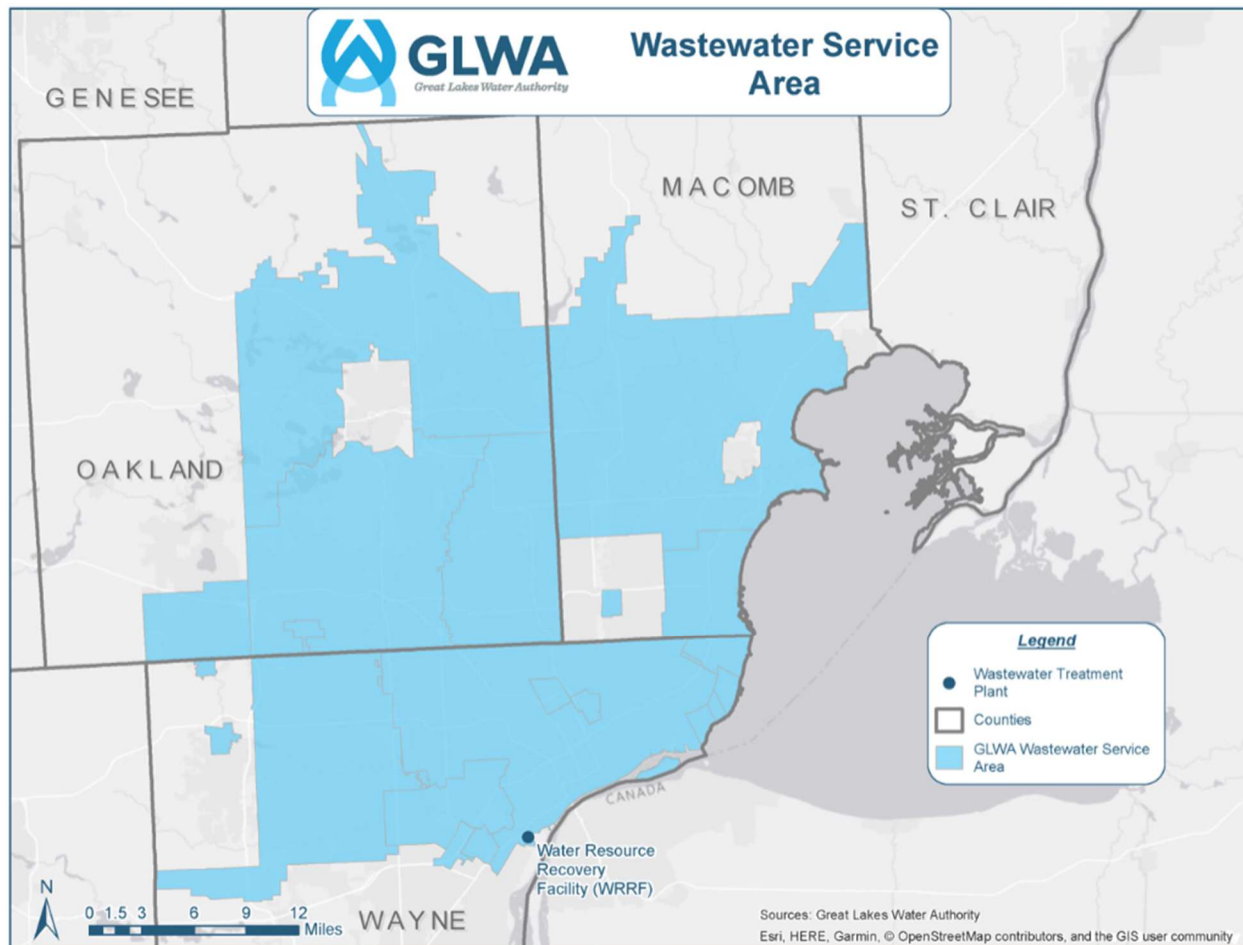 GLWA
Great Lakes Water Authority
Wastewater Service
Area
GENESEE
MACOMB
ST. CLAIR
OAKLAND
Legend
Wastewater Treatment
Plant
Counties
GLWA Wastewater Service
Area
CANADA
Water Resource
Recovery
Facility (WRRF)
WAYNE
N
0 1.5 3 6 9 12
Miles
Sources: Great Lakes Water Authority
Esri, HERE, Garmin, © OpenStreetMap contributors, and the GIS user community